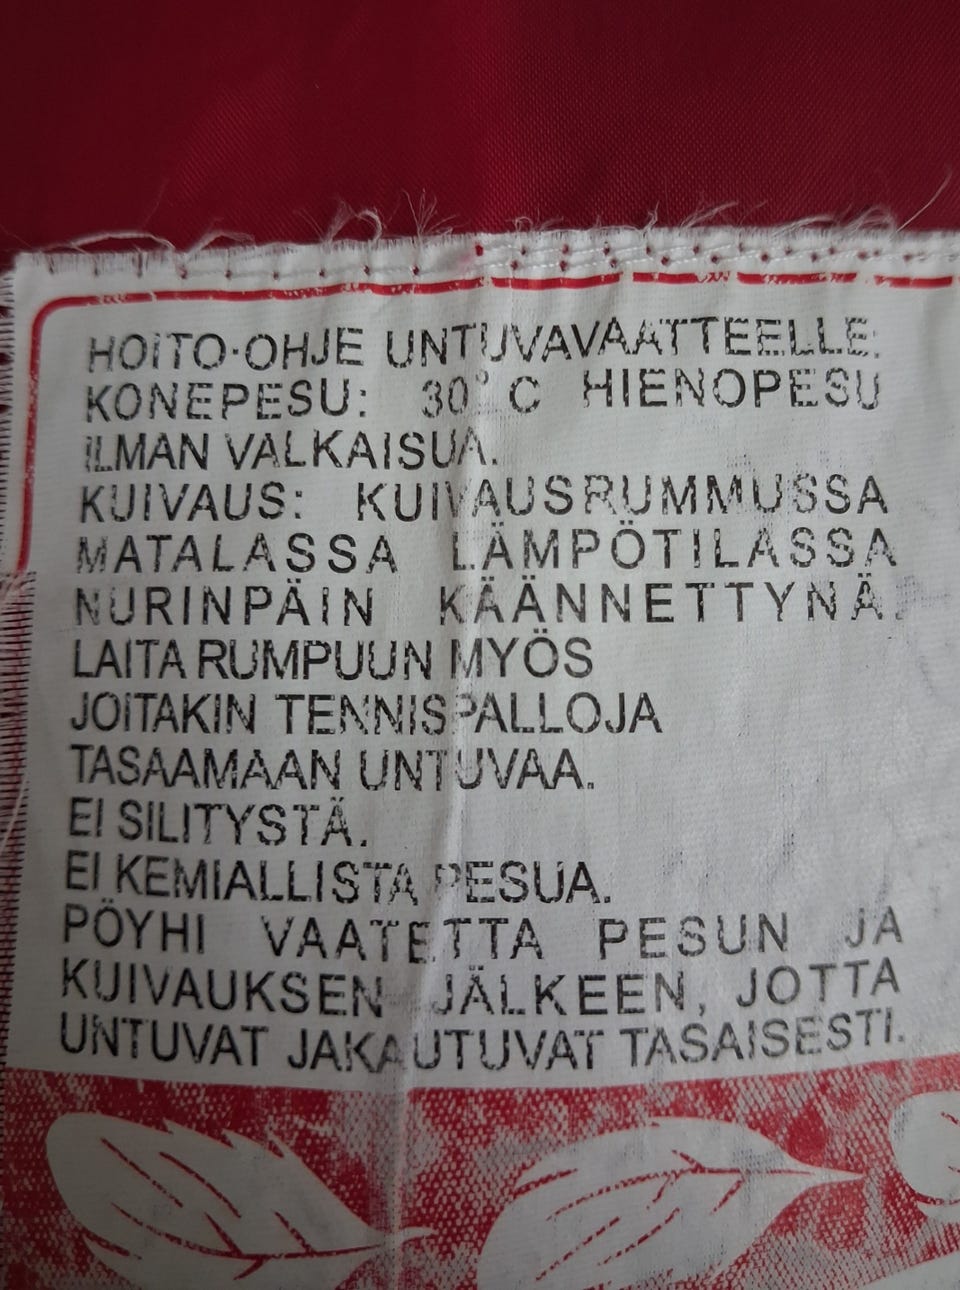 HOITO-OHJE UNTUVAVAATTEELLE:
KONEPESU: 30°C HIENOPESU
ILMAN VALKAISUA.
KUIVAUS: KUIVAUSRUMMUSSA
MATALASSA LÄMPÖTILASSA
NURINPÄIN KÄÄNNETTYNÄ.
LAITA RUMPUUN MYÖS
JOITAKIN TENNISPALLOJA
TASAAMAAN UNTUVAA.
EI SILITYSTÄ.
EI KEMIALLISTA PESUA.
PÖYHI VAATETTA PESUN JA
KUIVAUKSEN JÄLKEEN, JOTTA
UNTUVAT JAKAUTUVAT TASAISESTI.